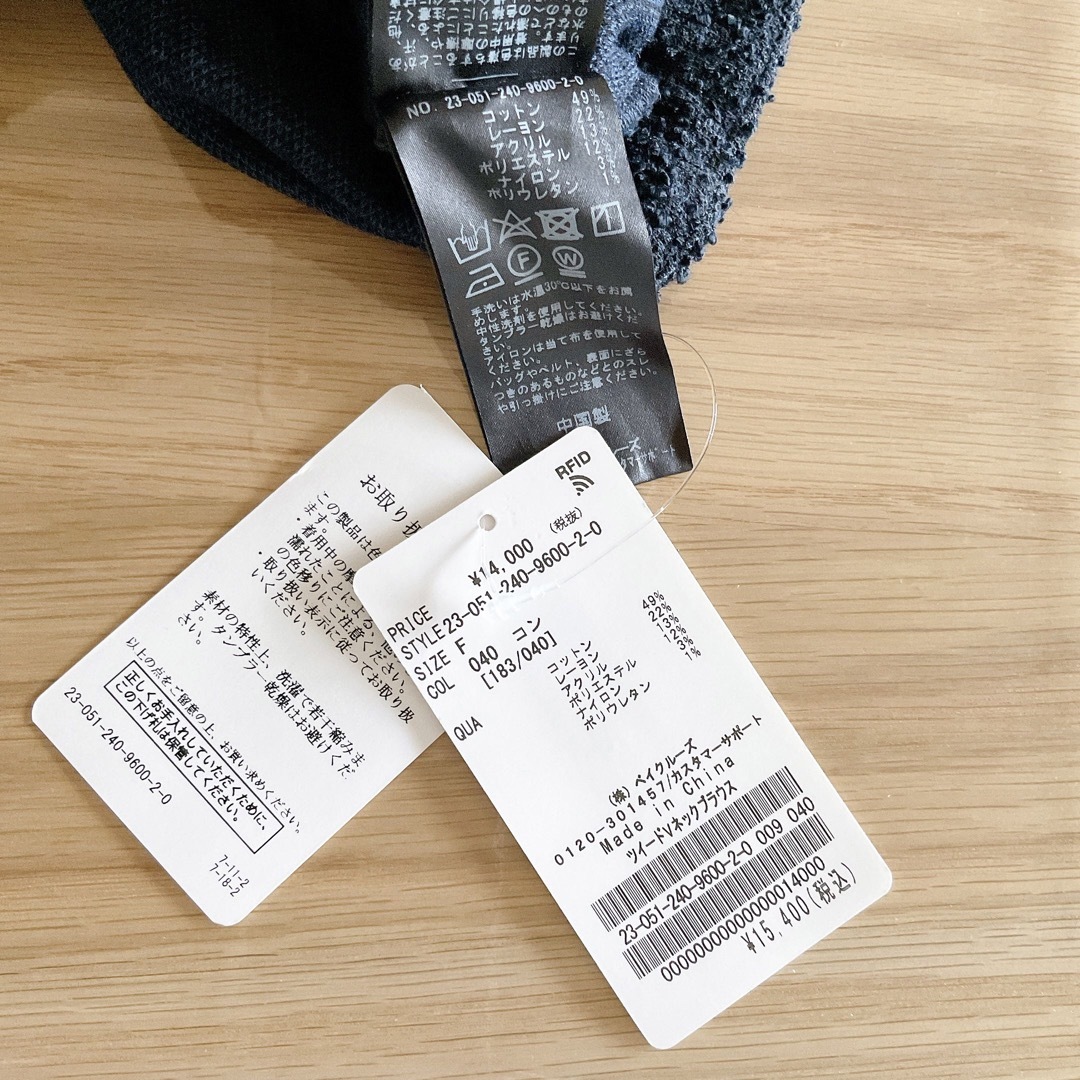 NO. 23-051-240-9600-2-0
コットン 49%
レーヨン 22%
アクリル 13%
ポリエステル 12%
ナイロン 3%
ポリウレタン 1%
F
W
手洗いは水温30℃以下をお薦
めします。
中性洗剤を使用してください。
タンブラー乾燥はお避けくだ
さい。
アイロンは当て布を使用して
ください。
バッグやベルト、表面にざら
つきのあるものなどとのスレ
や引っ掛けにご注意ください。
中国製
お取り扱
この製品は色
ます。
・着用中の摩
濡れたことによる、他
の色移りにご注意ください。
・取り扱い表示に従ってお取り扱
いください。
素材の特性上、洗濯で若干縮みま
す。タンブラー乾燥はお避けくだ
さい。
以上の点をご留意の上、お買い求めください。
正しくお手入れしていただくために、
この下げ札は保管してください。
23-051-240-9600-2-0
7-11-2
7-18-2
RFID
PRICE ¥14,000 (税抜)
STYLE 23-051-240-9600-2-0
SIZE F
COL 040 コン
[183/040]
QUA
コットン 49%
レーヨン 22%
アクリル 13%
ポリエステル 12%
ナイロン 3%
ポリウレタン 1%
(株) ベイクルーズ
0120-301457/カスタマーサポート
Made in China
ツイードVネックブラウス
23-051-240-9600-2-0 009 040
0000000000000014000
¥15,400(税込)